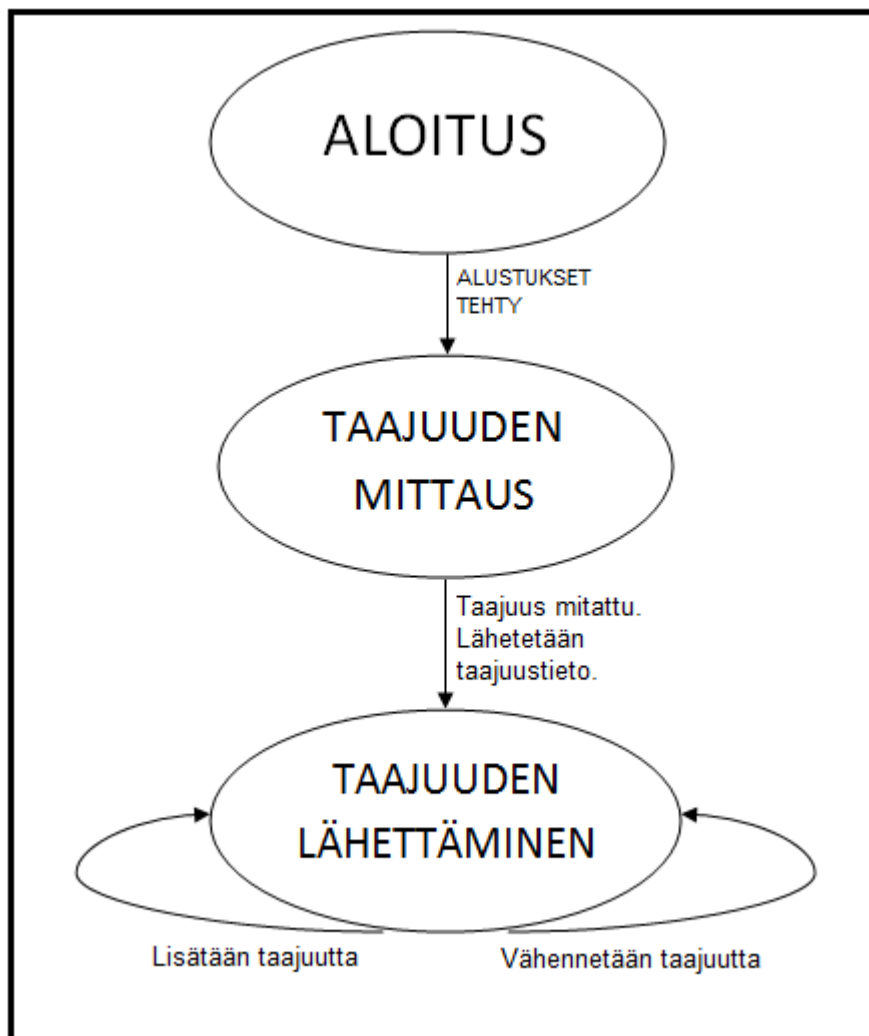 ALOITUS
ALUSTUKSET
TEHTY
TAAJUUDEN
MITTAUS
Taajuus mitattu.
Lähetetään
taajuustieto.
TAAJUUDEN
LÄHETTÄMINEN
Lisätään taajuutta
Vähennetään taajuutta